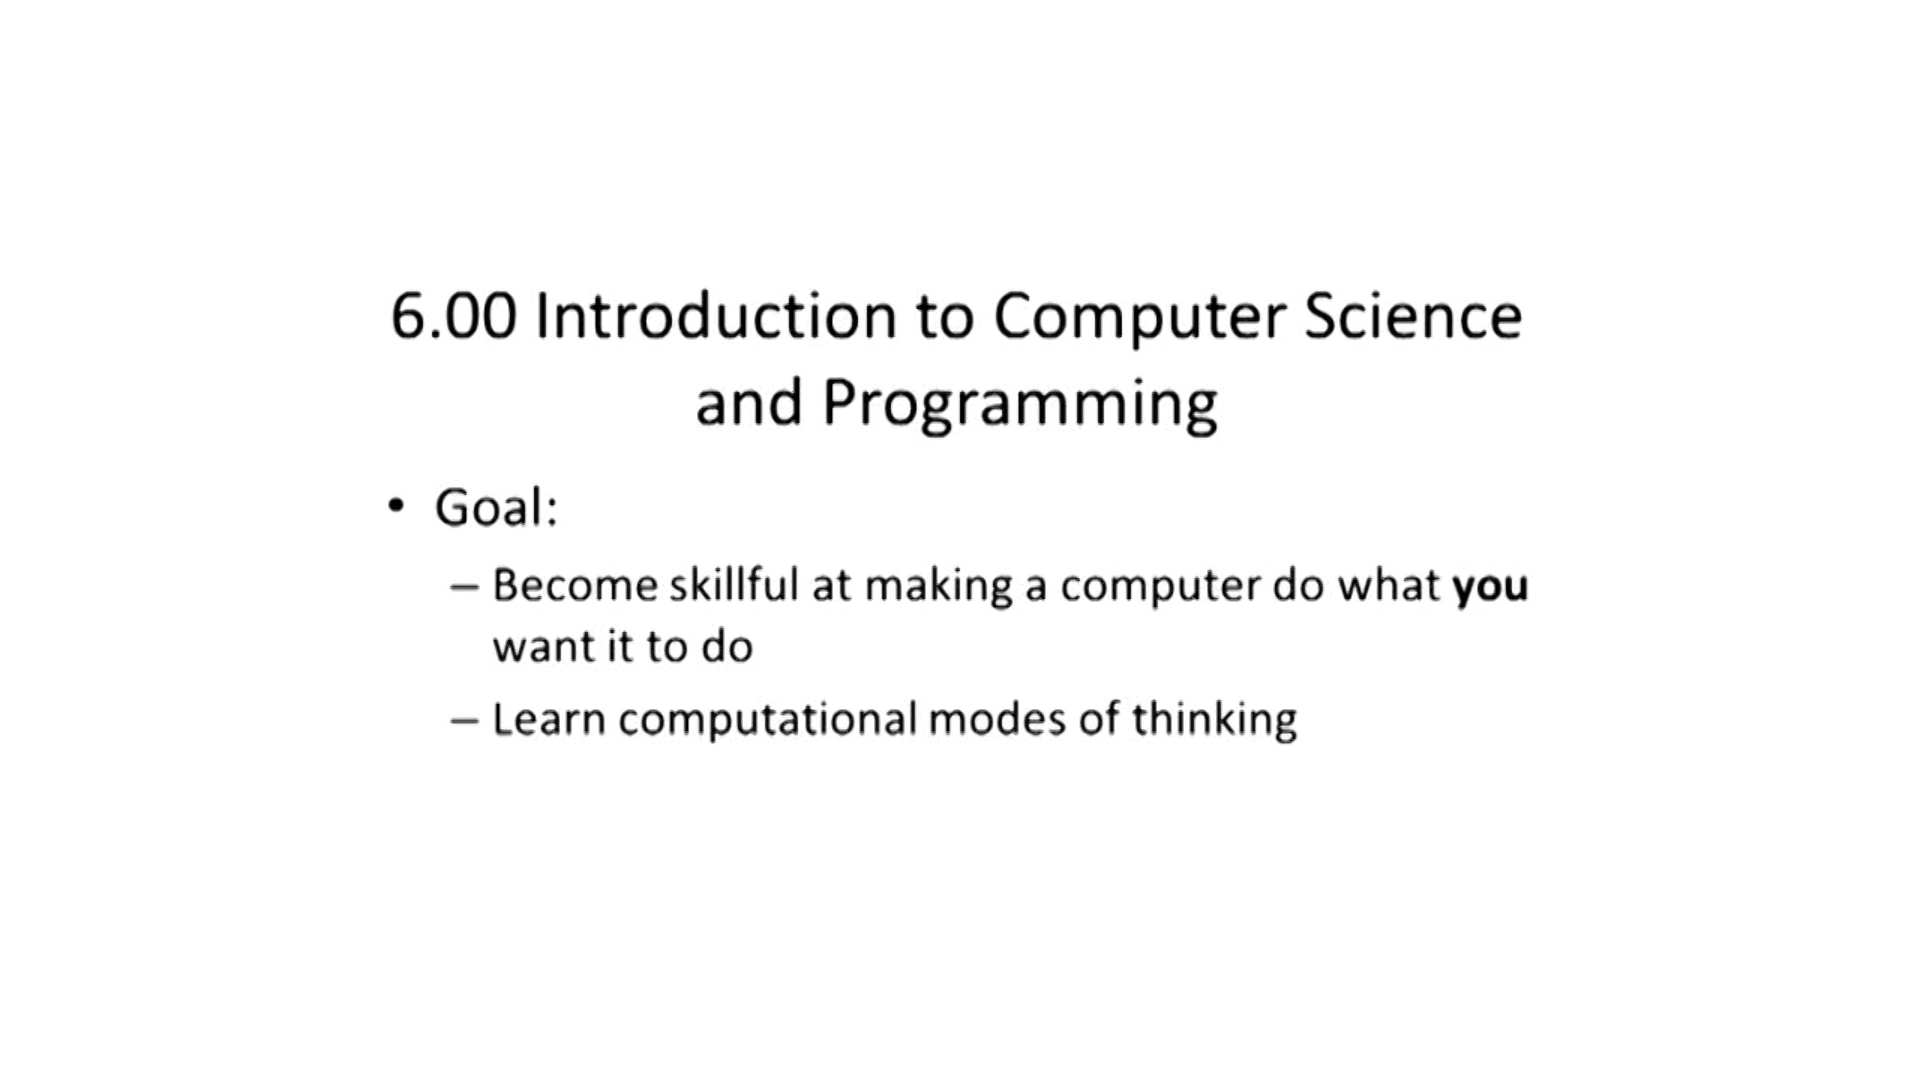 6.00 Introduction to Computer Science
and Programming
• Goal:
– Become skillful at making a computer do what you
want it to do
– Learn computational modes of thinking